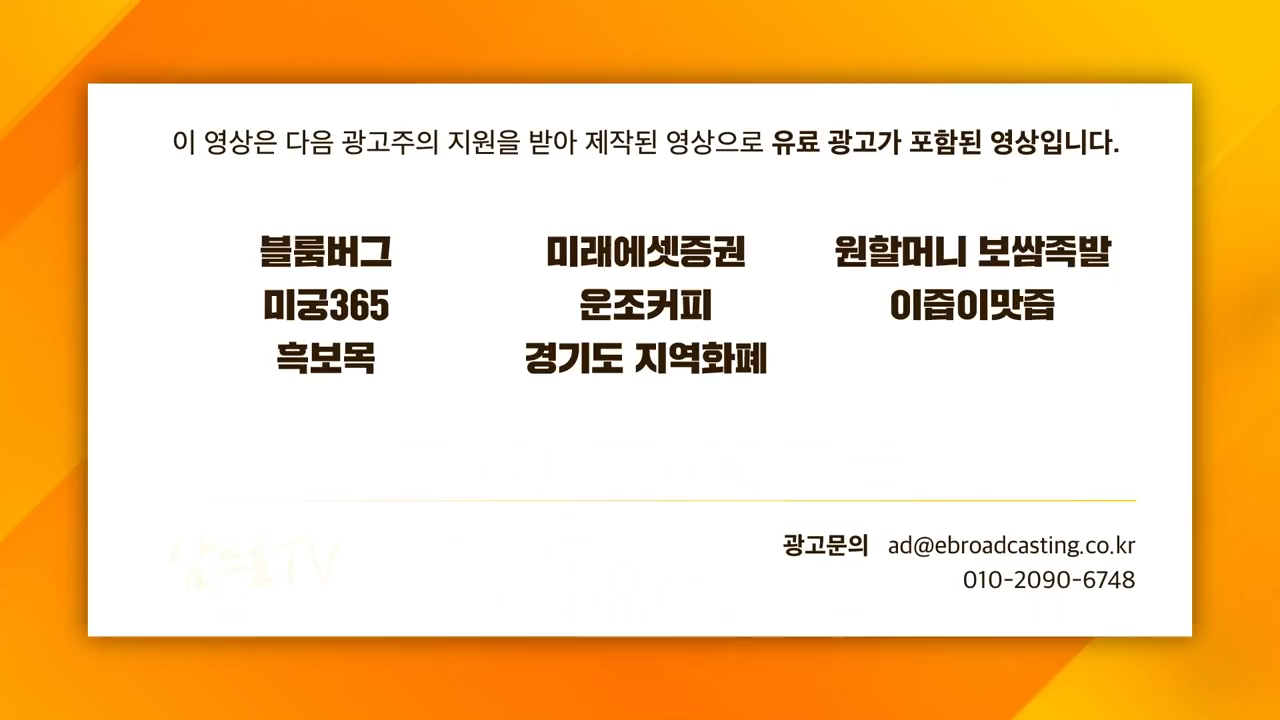 이 영상은 다음 광고주의 지원을 받아 제작된 영상으로 유료 광고가 포함된 영상입니다.
블룸버그 미래에셋증권 원할머니 보쌈족발
미궁365 운조커피 이즙이맛즙
흑보목 경기도 지역화폐
광고문의 ad@ebroadcasting.co.kr
010-2090-6748